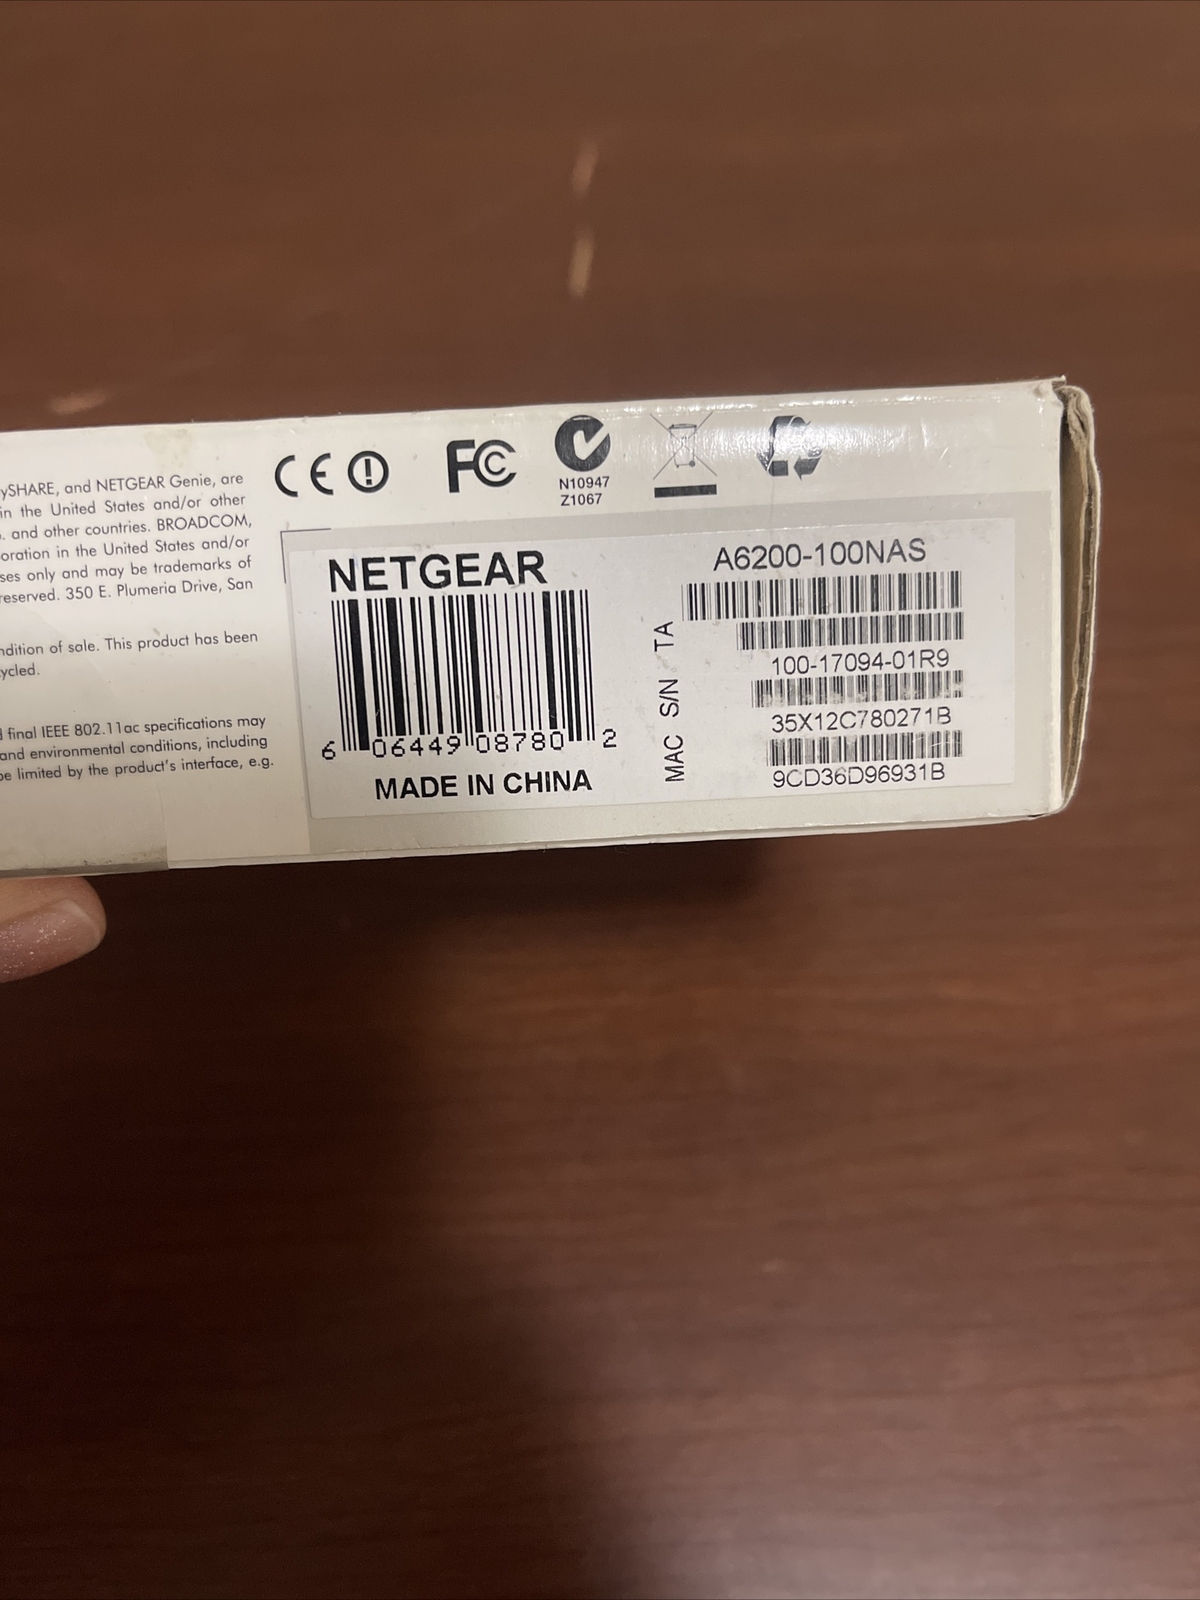 ySHARE, and NETGEAR Genie, are
in the United States and/or other
. and other countries. BROADCOM,
oration in the United States and/or
ses only and may be trademarks of
reserved. 350 E. Plumeria Drive, San
ndition of sale. This product has been
ycled.
final IEEE 802.11ac specifications may
and environmental conditions, including
be limited by the product's interface, e.g.
CE
FC
N10947
Z1067
NETGEAR
6 06449 08780 2
MADE IN CHINA
A6200-100NAS
TA
100-17094-01R9
S/N
35X12C780271B
MAC
9CD36D96931B